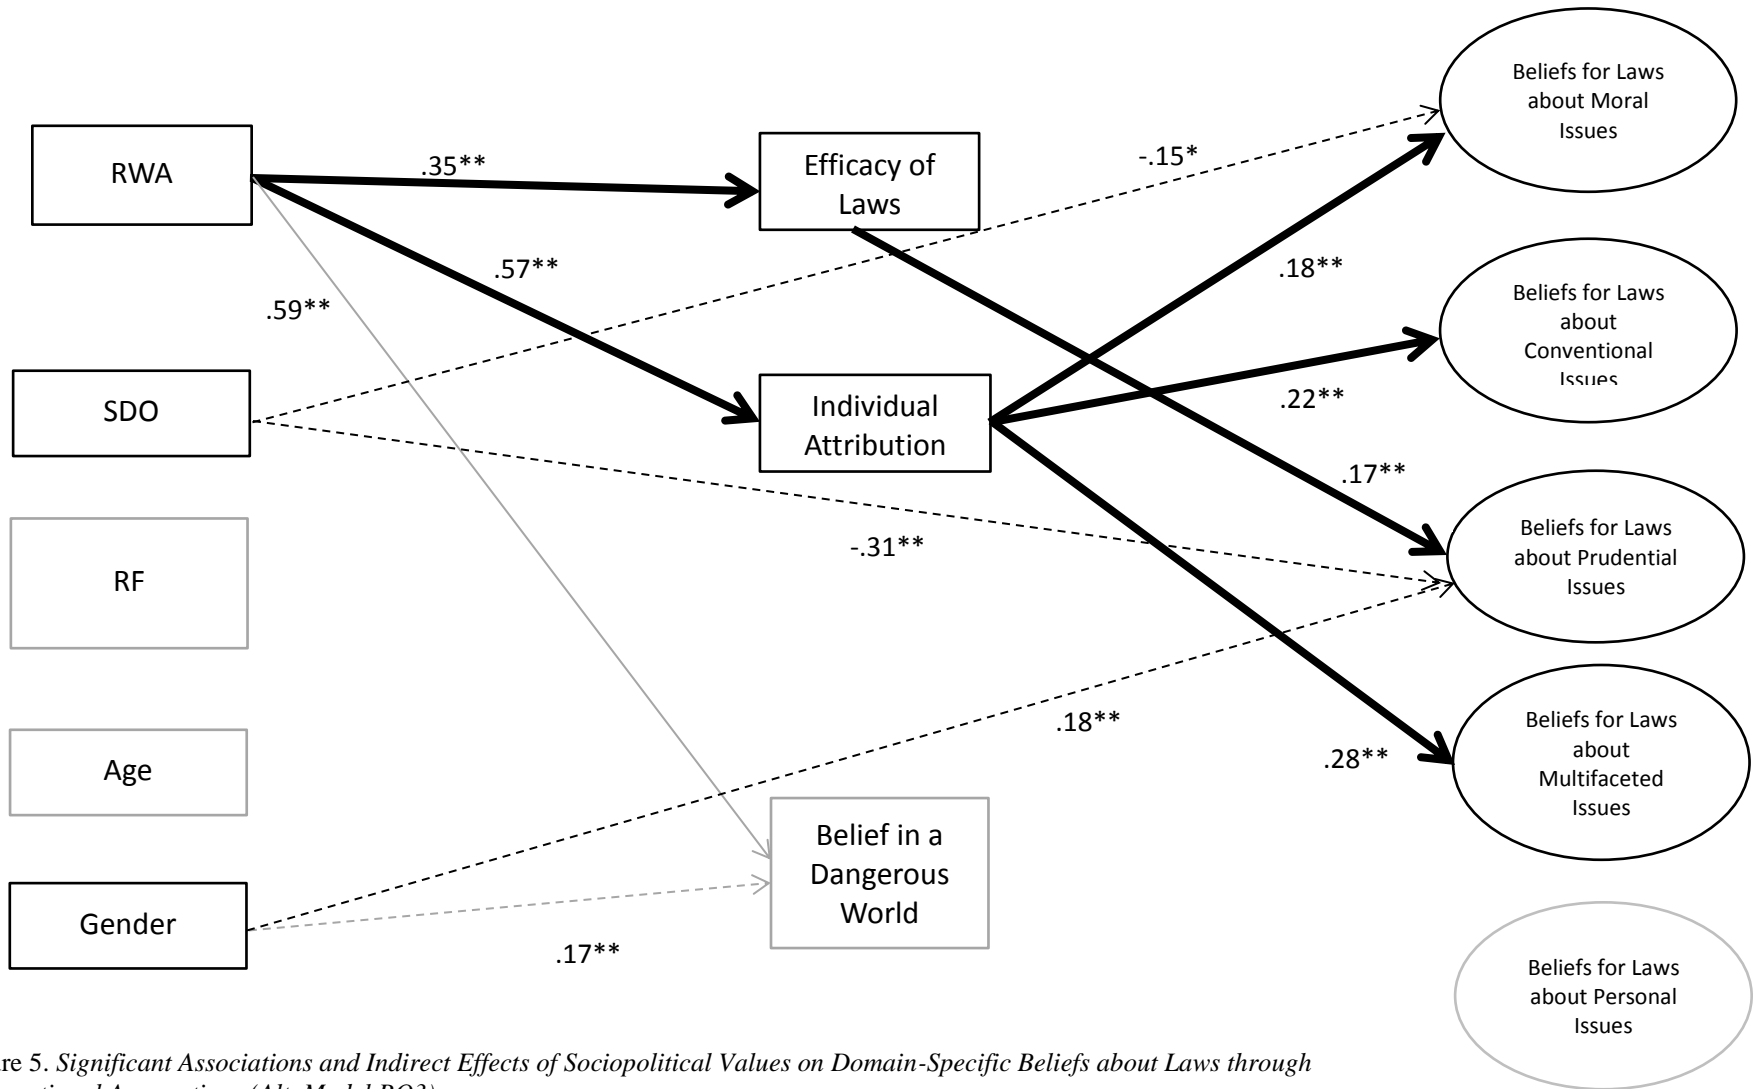 Beliefs for Laws
about Moral
Issues
RWA
.35**
Efficacy of
Laws
-.15*
.57**
.18**
.59**
Beliefs for Laws
about
Conventional
Issues
SDO
Individual
Attribution
.22**
.17**
-.31**
Beliefs for Laws
about Prudential
Issues
RF
.18**
Beliefs for Laws
about
Multifaceted
Issues
.28**
Age
Belief in a
Dangerous
World
Gender
.17**
Beliefs for Laws
about Personal
Issues
re 5. Significant Associations and Indirect Effects of Sociopolitical Values on Domain-Specific Beliefs about Laws through